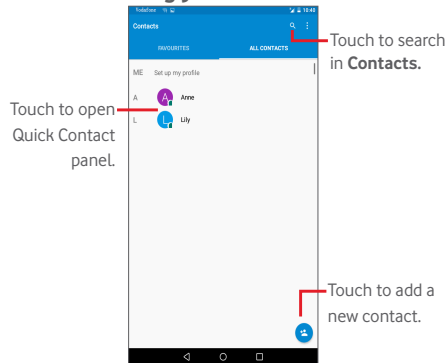 Vodafone
10:46
Contacts
FAVOURITES
ALL CONTACTS
ME
Set up my profile
A
A
Anne
L
L
Lily
Touch to search
in Contacts.
Touch to open
Quick Contact
panel.
Touch to add a
new contact.